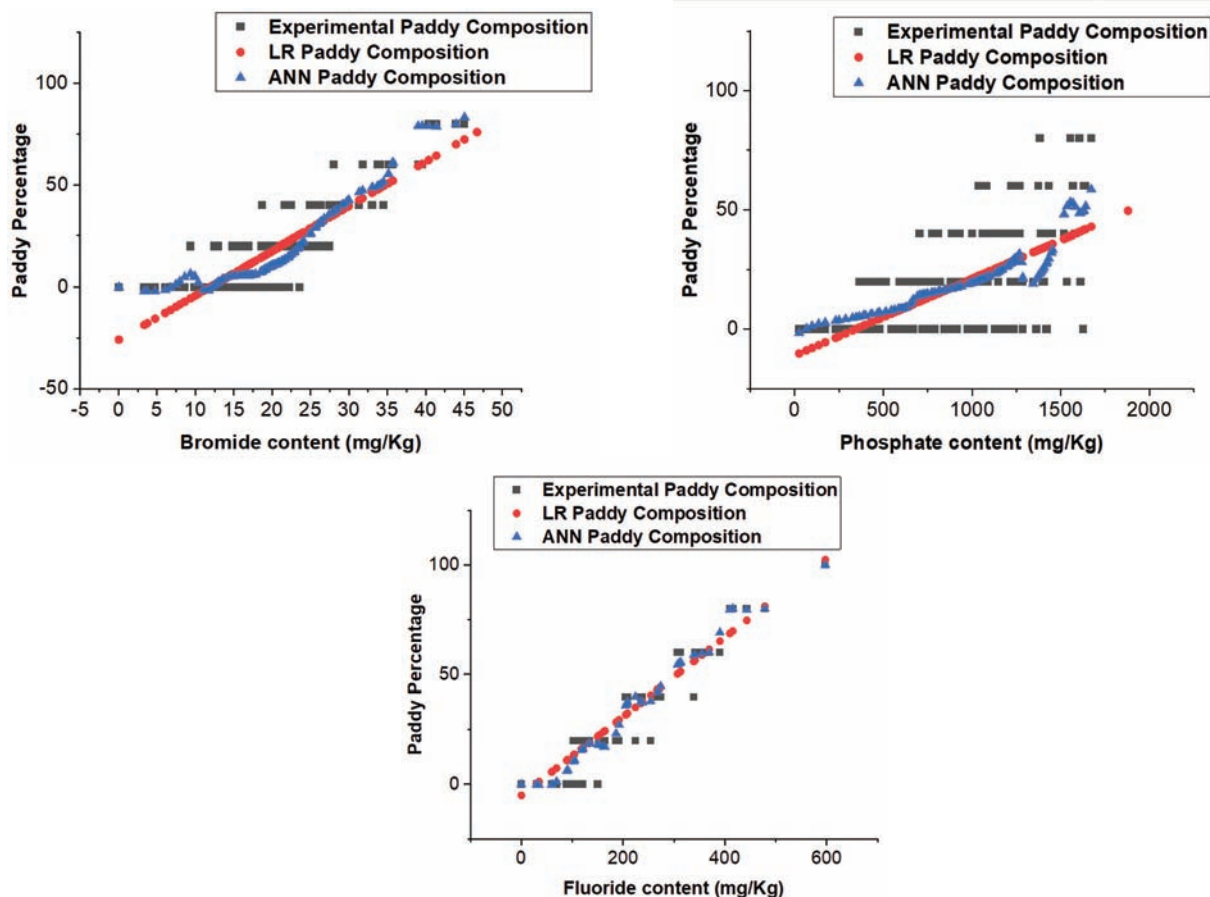 Experimental Paddy Composition
LR Paddy Composition
ANN Paddy Composition
100
50
0
-50
Paddy Percentage
-5 0 5 10 15 20 25 30 35 40 45 50
Bromide content (mg/Kg)
Experimental Paddy Composition
LR Paddy Composition
ANN Paddy Composition
100
50
0
Paddy Percentage
0 500 1000 1500 2000
Phosphate content (mg/Kg)
Experimental Paddy Composition
LR Paddy Composition
ANN Paddy Composition
100
50
0
Paddy Percentage
0 200 400 600
Fluoride content (mg/Kg)